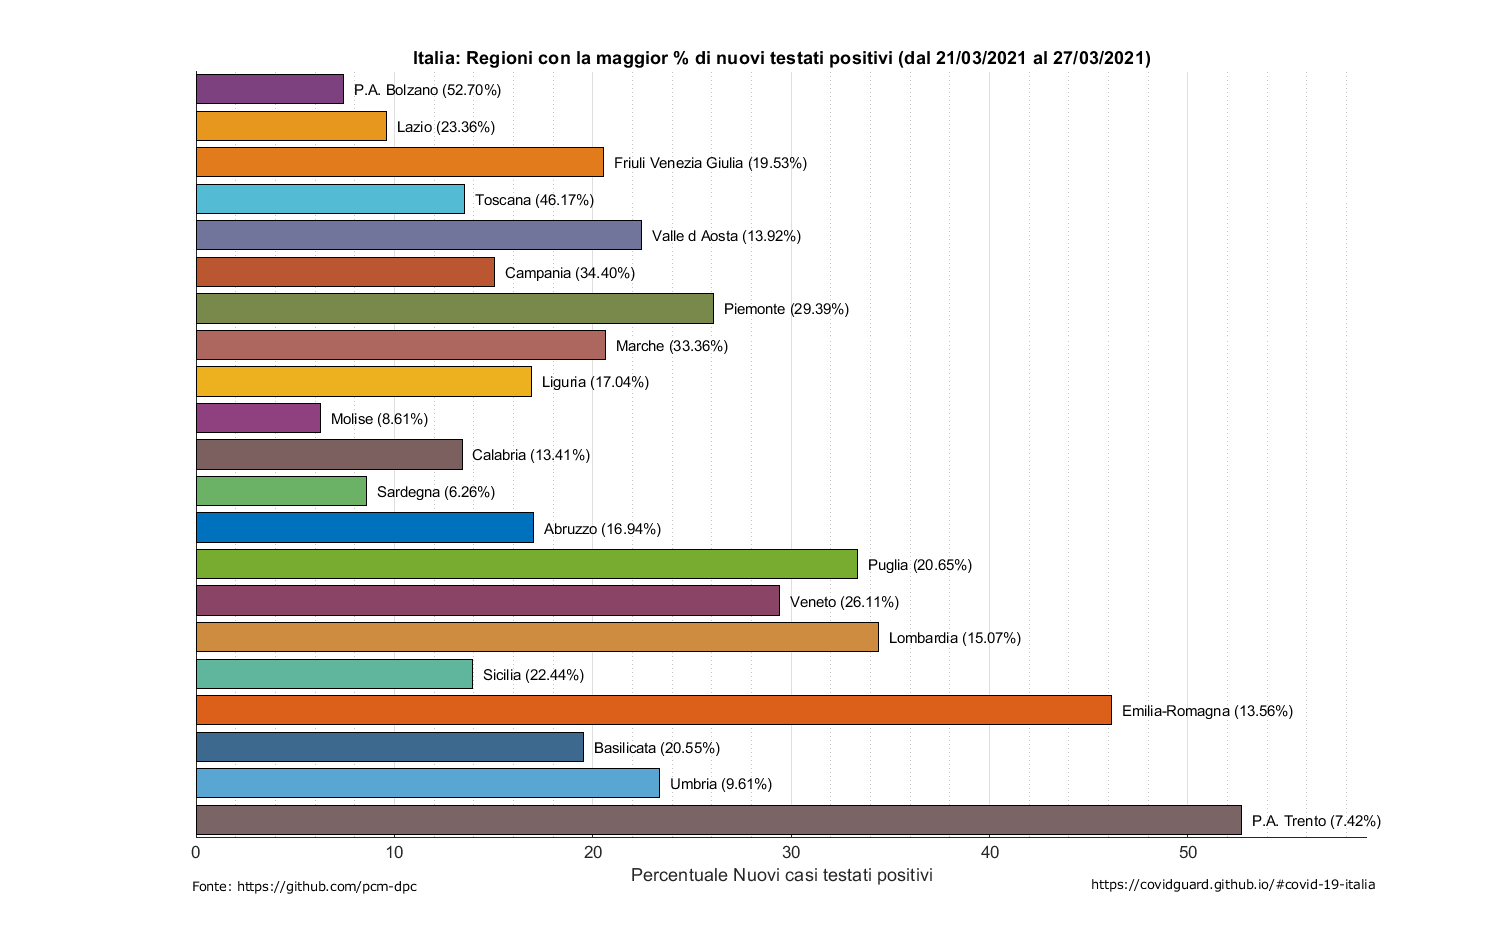 Italia: Regioni con la maggior % di nuovi testati positivi (dal 21/03/2021 al 27/03/2021)
P.A. Bolzano (52.70%)
Lazio (23.36%)
Friuli Venezia Giulia (19.53%)
Toscana (46.17%)
Valle d Aosta (13.92%)
Campania (34.40%)
Piemonte (29.39%)
Marche (33.36%)
Liguria (17.04%)
Molise (8.61%)
Calabria (13.41%)
Sardegna (6.26%)
Abruzzo (16.94%)
Puglia (20.65%)
Veneto (26.11%)
Lombardia (15.07%)
Sicilia (22.44%)
Emilia-Romagna (13.56%)
Basilicata (20.55%)
Umbria (9.61%)
P.A. Trento (7.42%)
0 10 20 30 40 50
Percentuale Nuovi casi testati positivi
Fonte: https://github.com/pcm-dpc
https://covidguard.github.io/#covid-19-italia